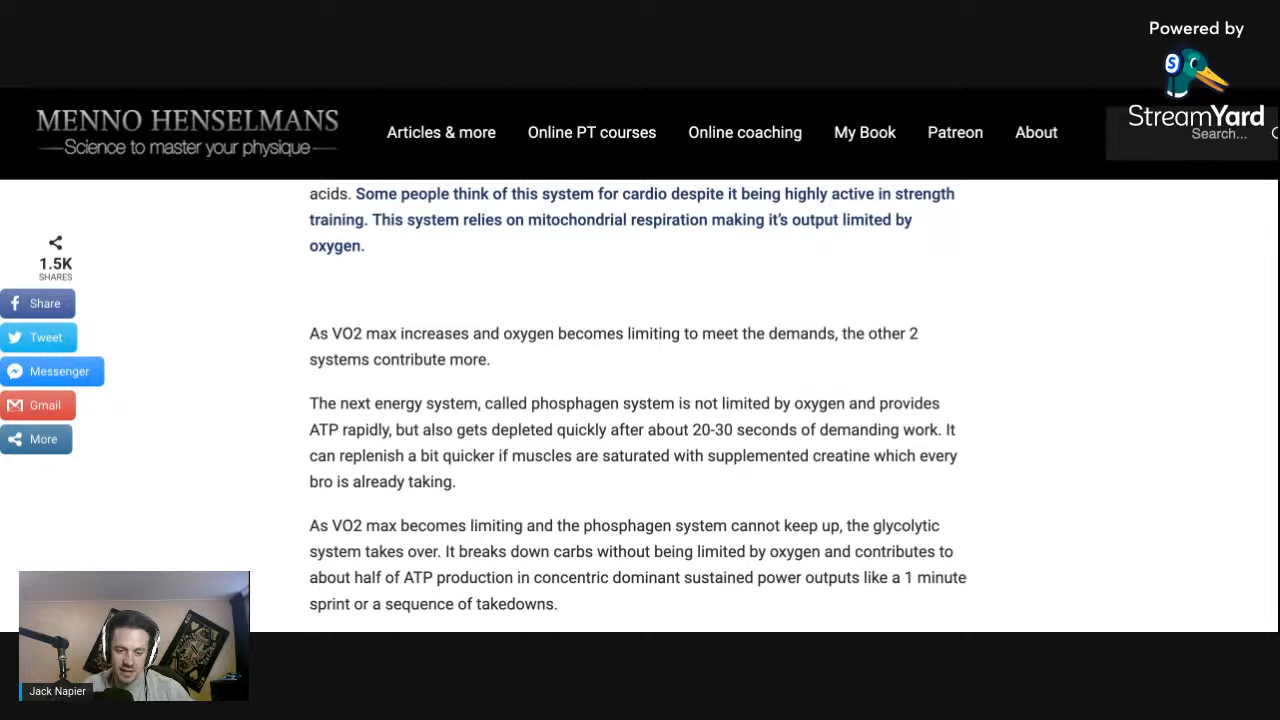 Powered by
StreamYard
MENNO HENSELMANS
Science to master your physique
Articles & more
Online PT courses
Online coaching
My Book
Patreon
About
Search...
acids. Some people think of this system for cardio despite it being highly active in strength
training. This system relies on mitochondrial respiration making it’s output limited by
oxygen.
1.5K
SHARES
Share
Tweet
Messenger
Gmail
More
As VO2 max increases and oxygen becomes limiting to meet the demands, the other 2
systems contribute more.
The next energy system, called phosphagen system is not limited by oxygen and provides
ATP rapidly, but also gets depleted quickly after about 20-30 seconds of demanding work. It
can replenish a bit quicker if muscles are saturated with supplemented creatine which every
bro is already taking.
As VO2 max becomes limiting and the phosphagen system cannot keep up, the glycolytic
system takes over. It breaks down carbs without being limited by oxygen and contributes to
about half of ATP production in concentric dominant sustained power outputs like a 1 minute
sprint or a sequence of takedowns.
Jack Napier